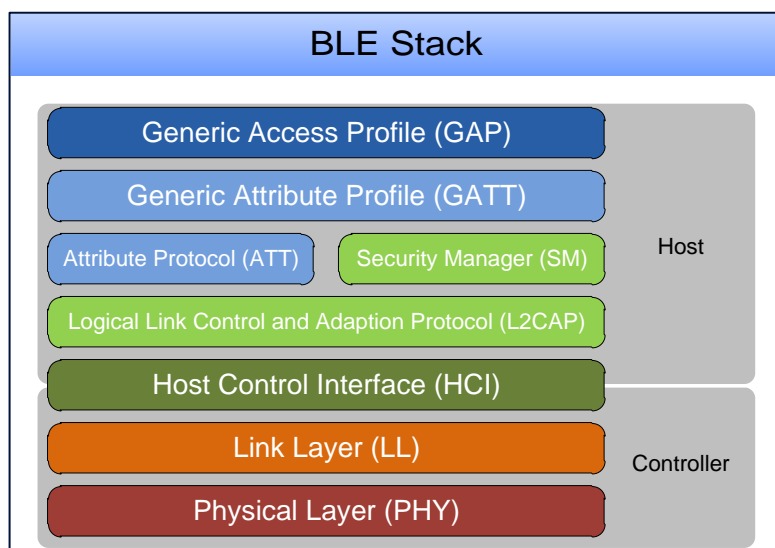 BLE Stack
Generic Access Profile (GAP)
Generic Attribute Profile (GATT)
Attribute Protocol (ATT)
Security Manager (SM)
Host
Logical Link Control and Adaption Protocol (L2CAP)
Host Control Interface (HCI)
Link Layer (LL)
Controller
Physical Layer (PHY)